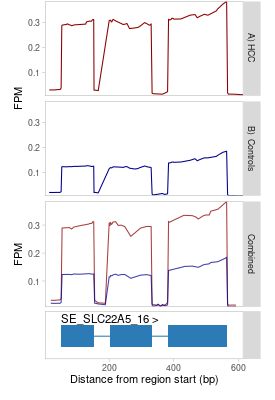 0.3
0.2
0.1
FPM
A) HCC
0.3
0.2
0.1
B) Controls
0.3
0.2
0.1
FPM
Combined
SE_SLC22A5_16 >
0
200
400
600
Distance from region start (bp)